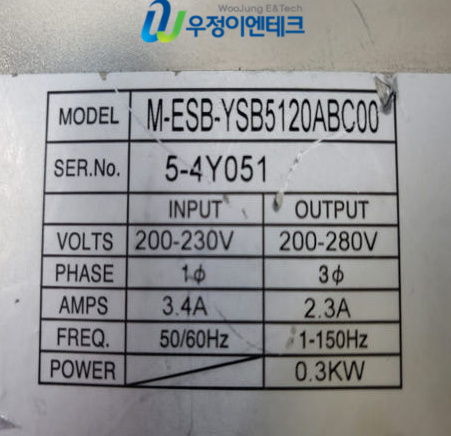 WooJung E&Tech
우정이엔테크
MODEL M-ESB-YSB5120ABC00
SER.No. 5-4Y051
INPUT OUTPUT
VOLTS 200-230V 200-280V
PHASE 1ϕ 3ϕ
AMPS 3.4A 2.3A
FREQ. 50/60Hz 1-150Hz
POWER 0.3KW